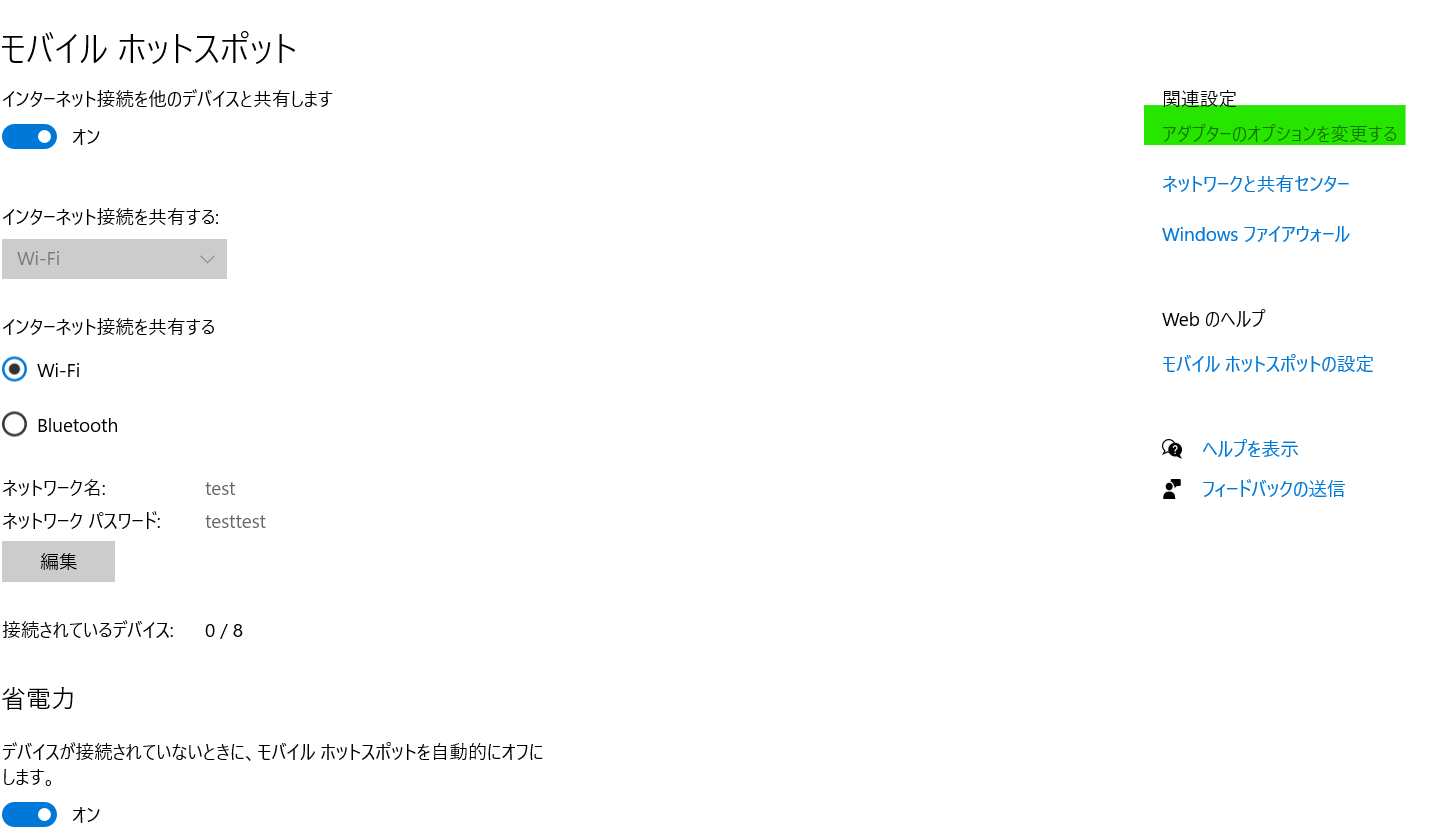 モバイル ホットスポット
インターネット接続を他のデバイスと共有します
オン
インターネット接続を共有する:
Wi-Fi
インターネット接続を共有する
Wi-Fi
Bluetooth
ネットワーク名: test
ネットワーク パスワード: testtest
編集
接続されているデバイス: 0 / 8
省電力
デバイスが接続されていないときに、モバイル ホットスポットを自動的にオフに
します。
オン
関連設定
アダプターのオプションを変更する
ネットワークと共有センター
Windows ファイアウォール
Web のヘルプ
モバイル ホットスポットの設定
ヘルプを表示
フィードバックの送信